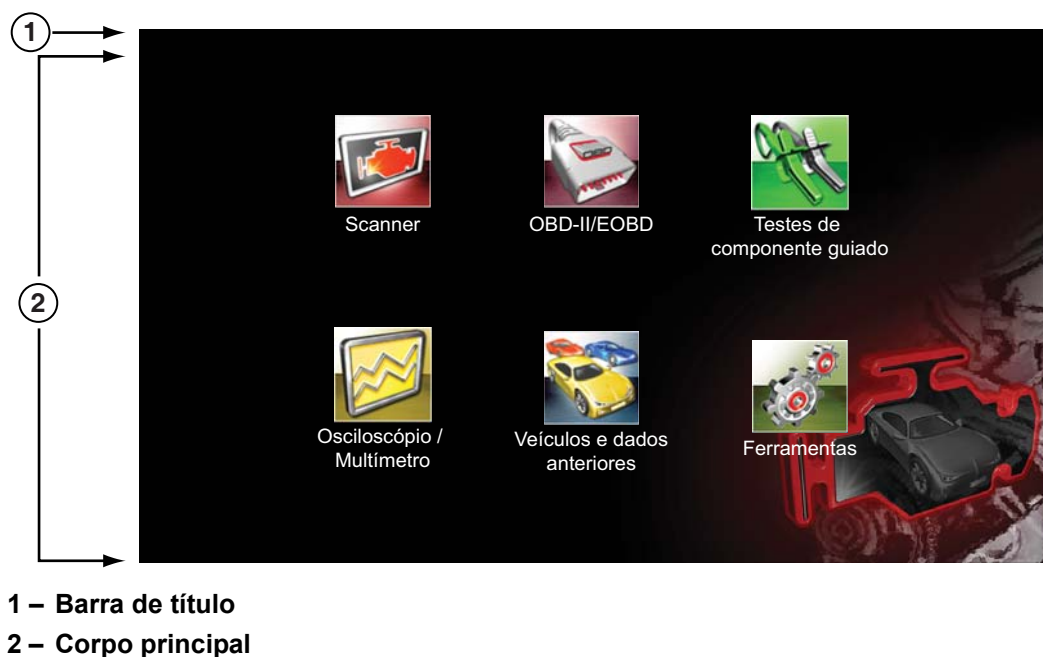 1
2
Scanner
OBD-II/EOBD
Testes de
componente guiado
Osciloscópio /
Multímetro
Veículos e dados
anteriores
Ferramentas
1 – Barra de título
2 – Corpo principal